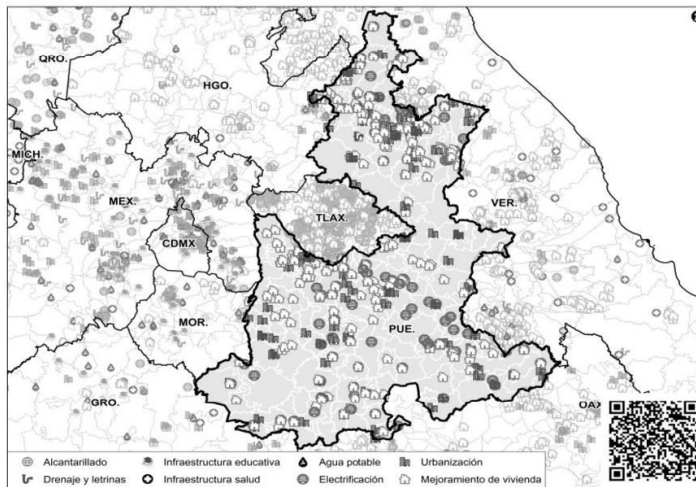 QRO.
HGO.
MICH.
MEX.
TLAX.
VER.
CDMX
MOR.
PUE.
GRO.
OAX
Alcantarillado
Infraestructura educativa
Agua potable
Urbanización
Drenaje y letrinas
Infraestructura salud
Electrificación
Mejoramiento de vivienda